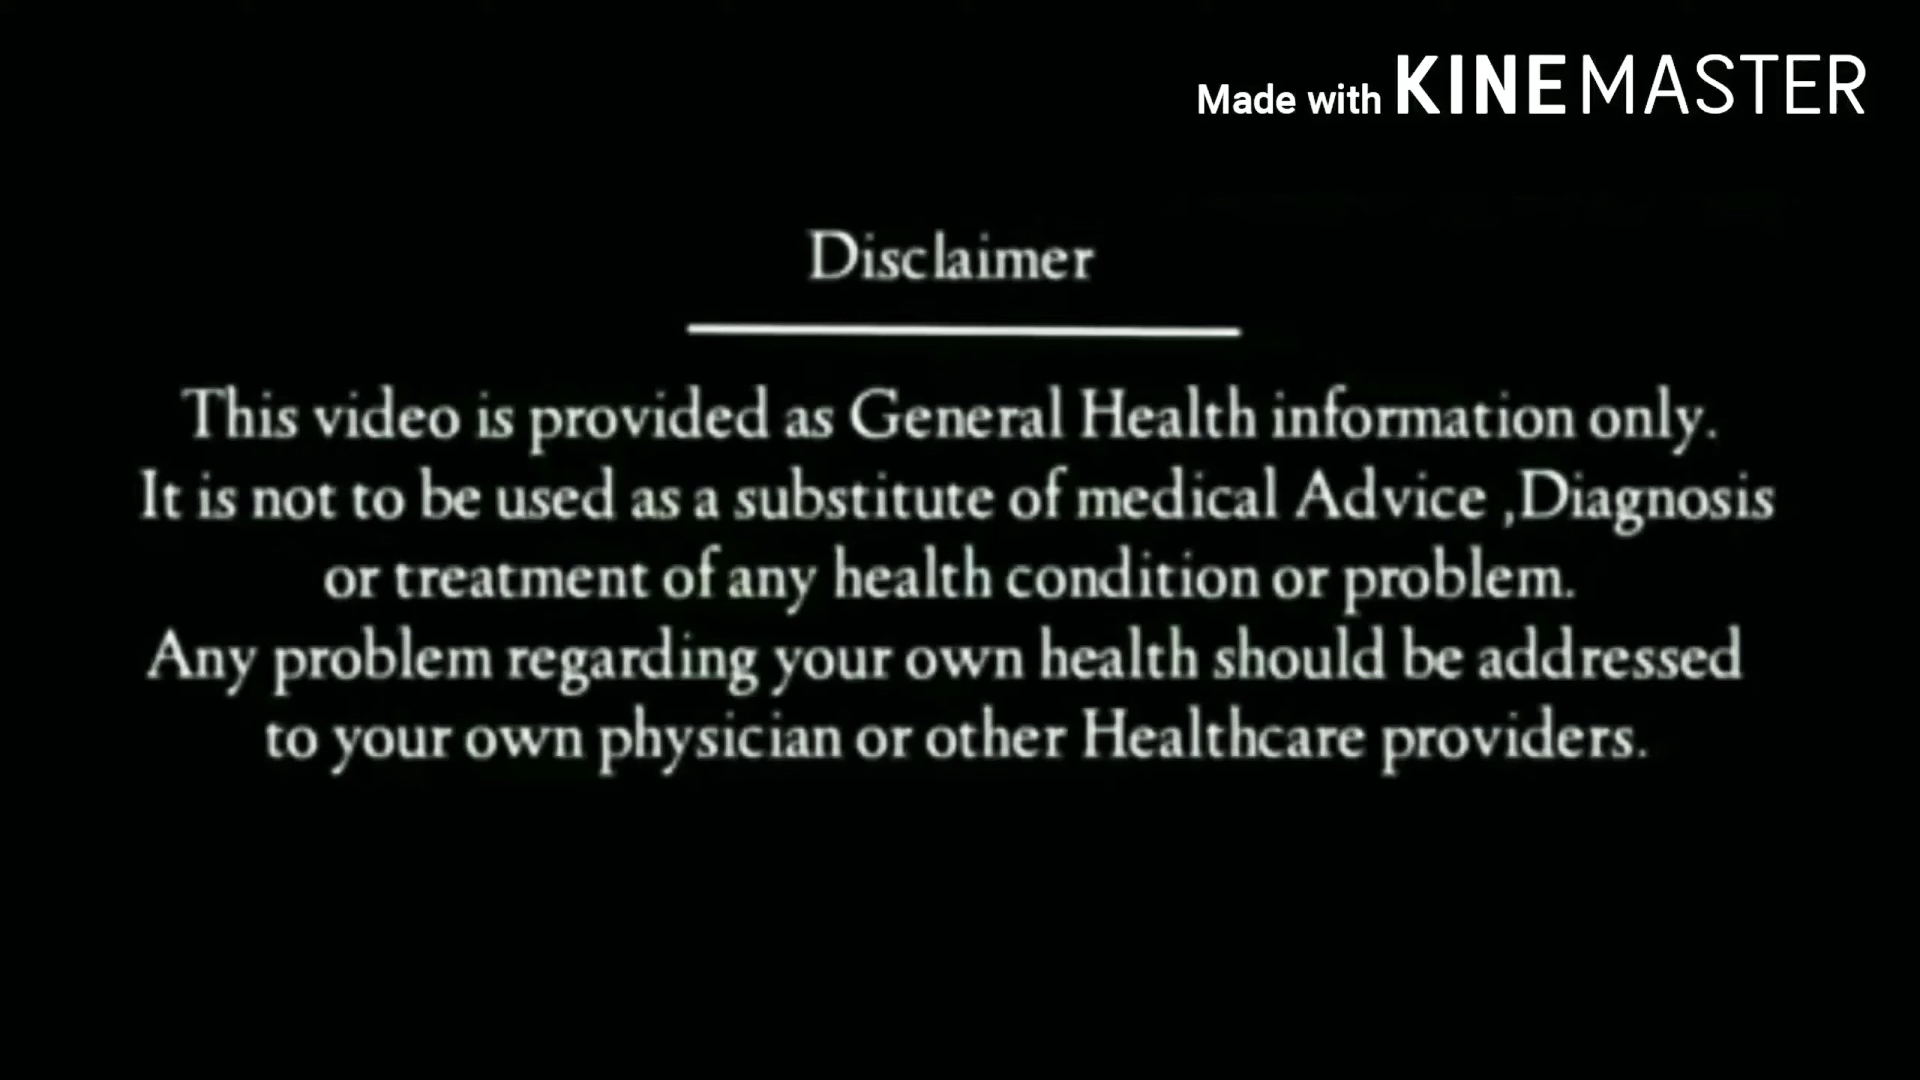 Made with KINEMASTER
Disclaimer
This video is provided as General Health information only.
It is not to be used as a substitute of medical Advice ,Diagnosis
or treatment of any health condition or problem.
Any problem regarding your own health should be addressed
to your own physician or other Healthcare providers.